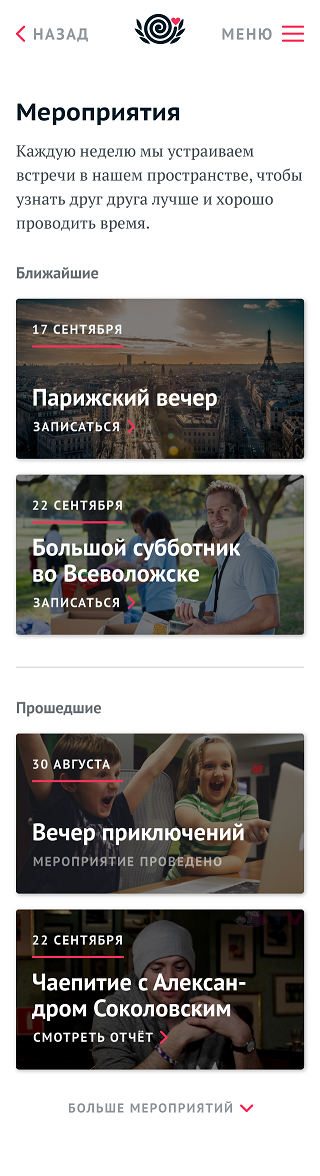 НАЗАД
МЕНЮ
Мероприятия
Каждую неделю мы устраиваем
встречи в нашем пространстве, чтобы
узнать друг друга лучше и хорошо
проводить время.
Ближайшие
17 СЕНТЯБРЯ
Парижский вечер
ЗАПИСАТЬСЯ
22 СЕНТЯБРЯ
Большой субботник
во Всеволожске
ЗАПИСАТЬСЯ
Прошедшие
30 АВГУСТА
Вечер приключений
МЕРОПРИЯТИЕ ПРОВЕДЕНО
22 СЕНТЯБРЯ
Чаепитие с Алексан-
дром Соколовским
СМОТРЕТЬ ОТЧЁТ
БОЛЬШЕ МЕРОПРИЯТИЙ